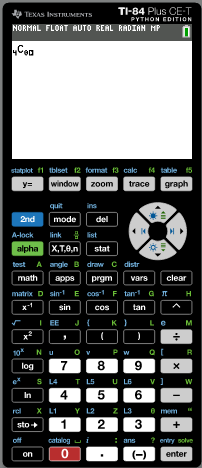 TEXAS INSTRUMENTS TI-84 Plus CE-T
PYTHON EDITION
NORMAL FLOAT AUTO REAL RADIAN MP
statplot f1 tblset f2 format f3 calc f4 table f5
y= window zoom trace graph
quit ins
2nd mode del
A-lock link list
alpha X,T,θ,n stat
test A angle B draw C distr
math apps prgm vars clear
matrix D sin⁻¹ E cos⁻¹ F tan⁻¹ G π H
x⁻¹ sin cos tan ^
√ I EE J { K } L e M
x² , ( ) ÷
10ˣ N u O v P w Q [ R
log 7 8 9 ×
eˣ S L4 T L5 U L6 V ] W
ln 4 5 6 −
rcl X L1 Y L2 Z L3 θ mem "
sto→ 1 2 3 +
off catalog ␣ i : ans ? entry solve
on 0 . (−) enter